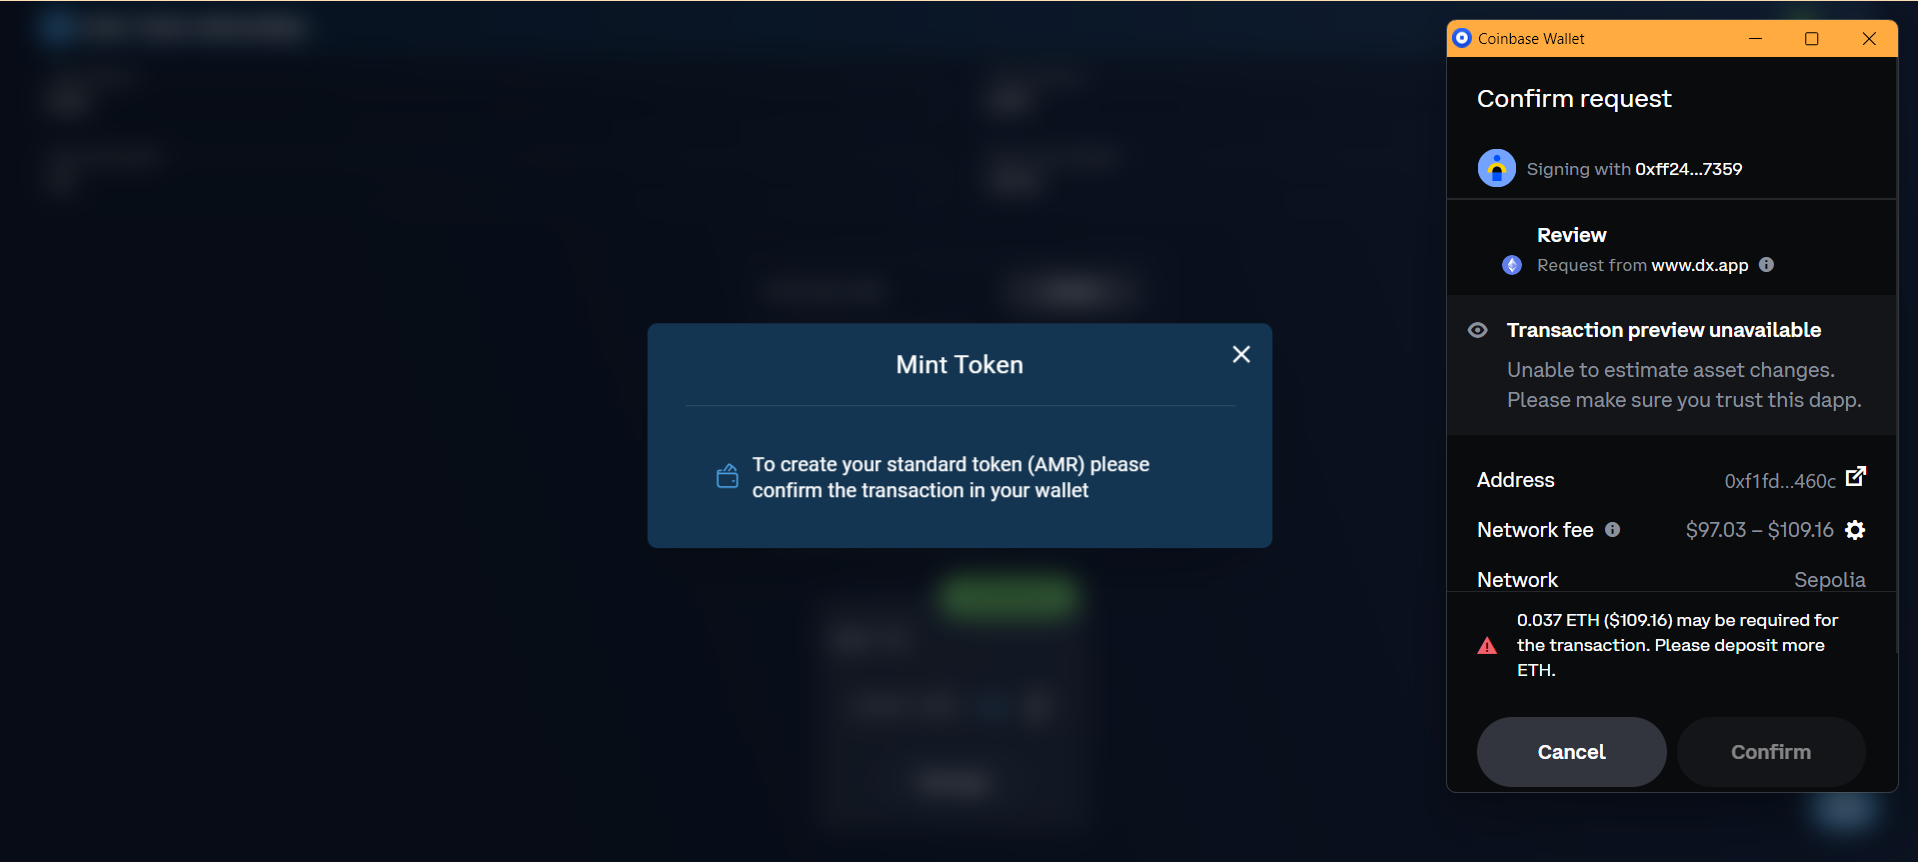 Mint Token
To create your standard token (AMR) please
confirm the transaction in your wallet
Coinbase Wallet
Confirm request
Signing with 0xff24...7359
Review
Request from www.dx.app
Transaction preview unavailable
Unable to estimate asset changes.
Please make sure you trust this dapp.
Address 0xf1fd...460c
Network fee $97.03 – $109.16
Network Sepolia
0.037 ETH ($109.16) may be required for
the transaction. Please deposit more
ETH.
Cancel Confirm